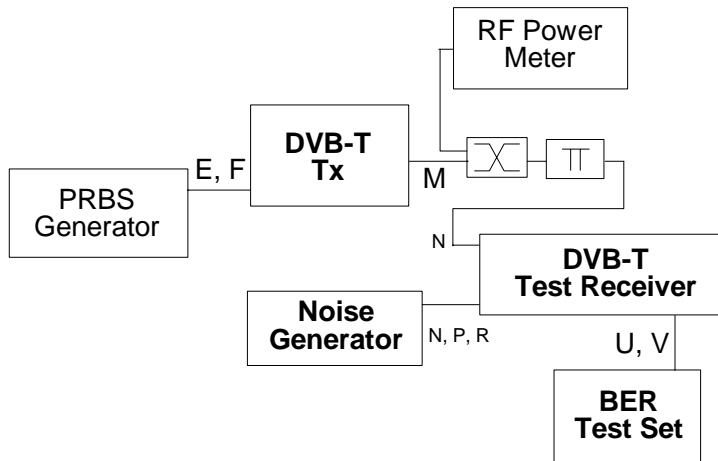 RF Power
Meter
DVB-T
Tx
E, F
M
PRBS
Generator
N
DVB-T
Test Receiver
Noise
Generator
N, P, R
U, V
BER
Test Set